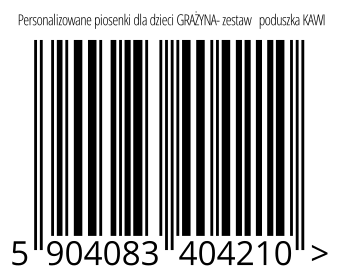 Personalizowane piosenki dla dzieci GRAŻYNA- zestaw poduszka KAWI
5 904083 404210 >